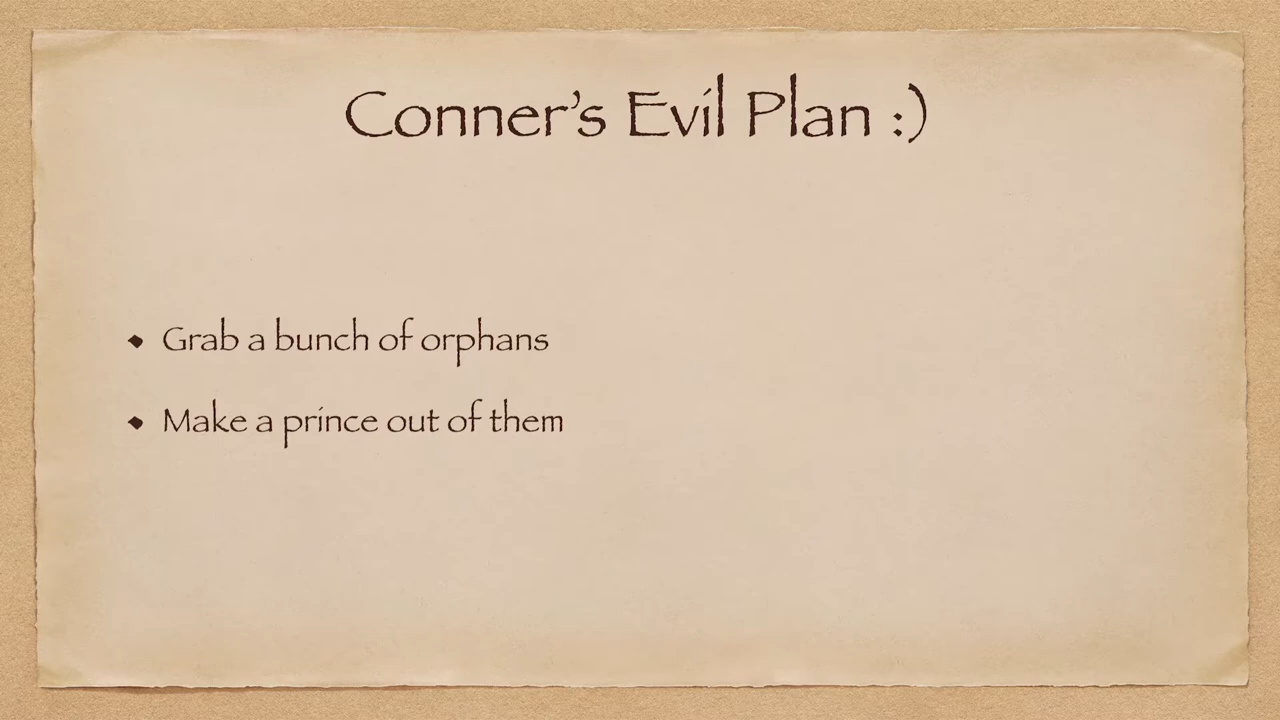 Conner’s Evil Plan :)
• Grab a bunch of orphans
• Make a prince out of them